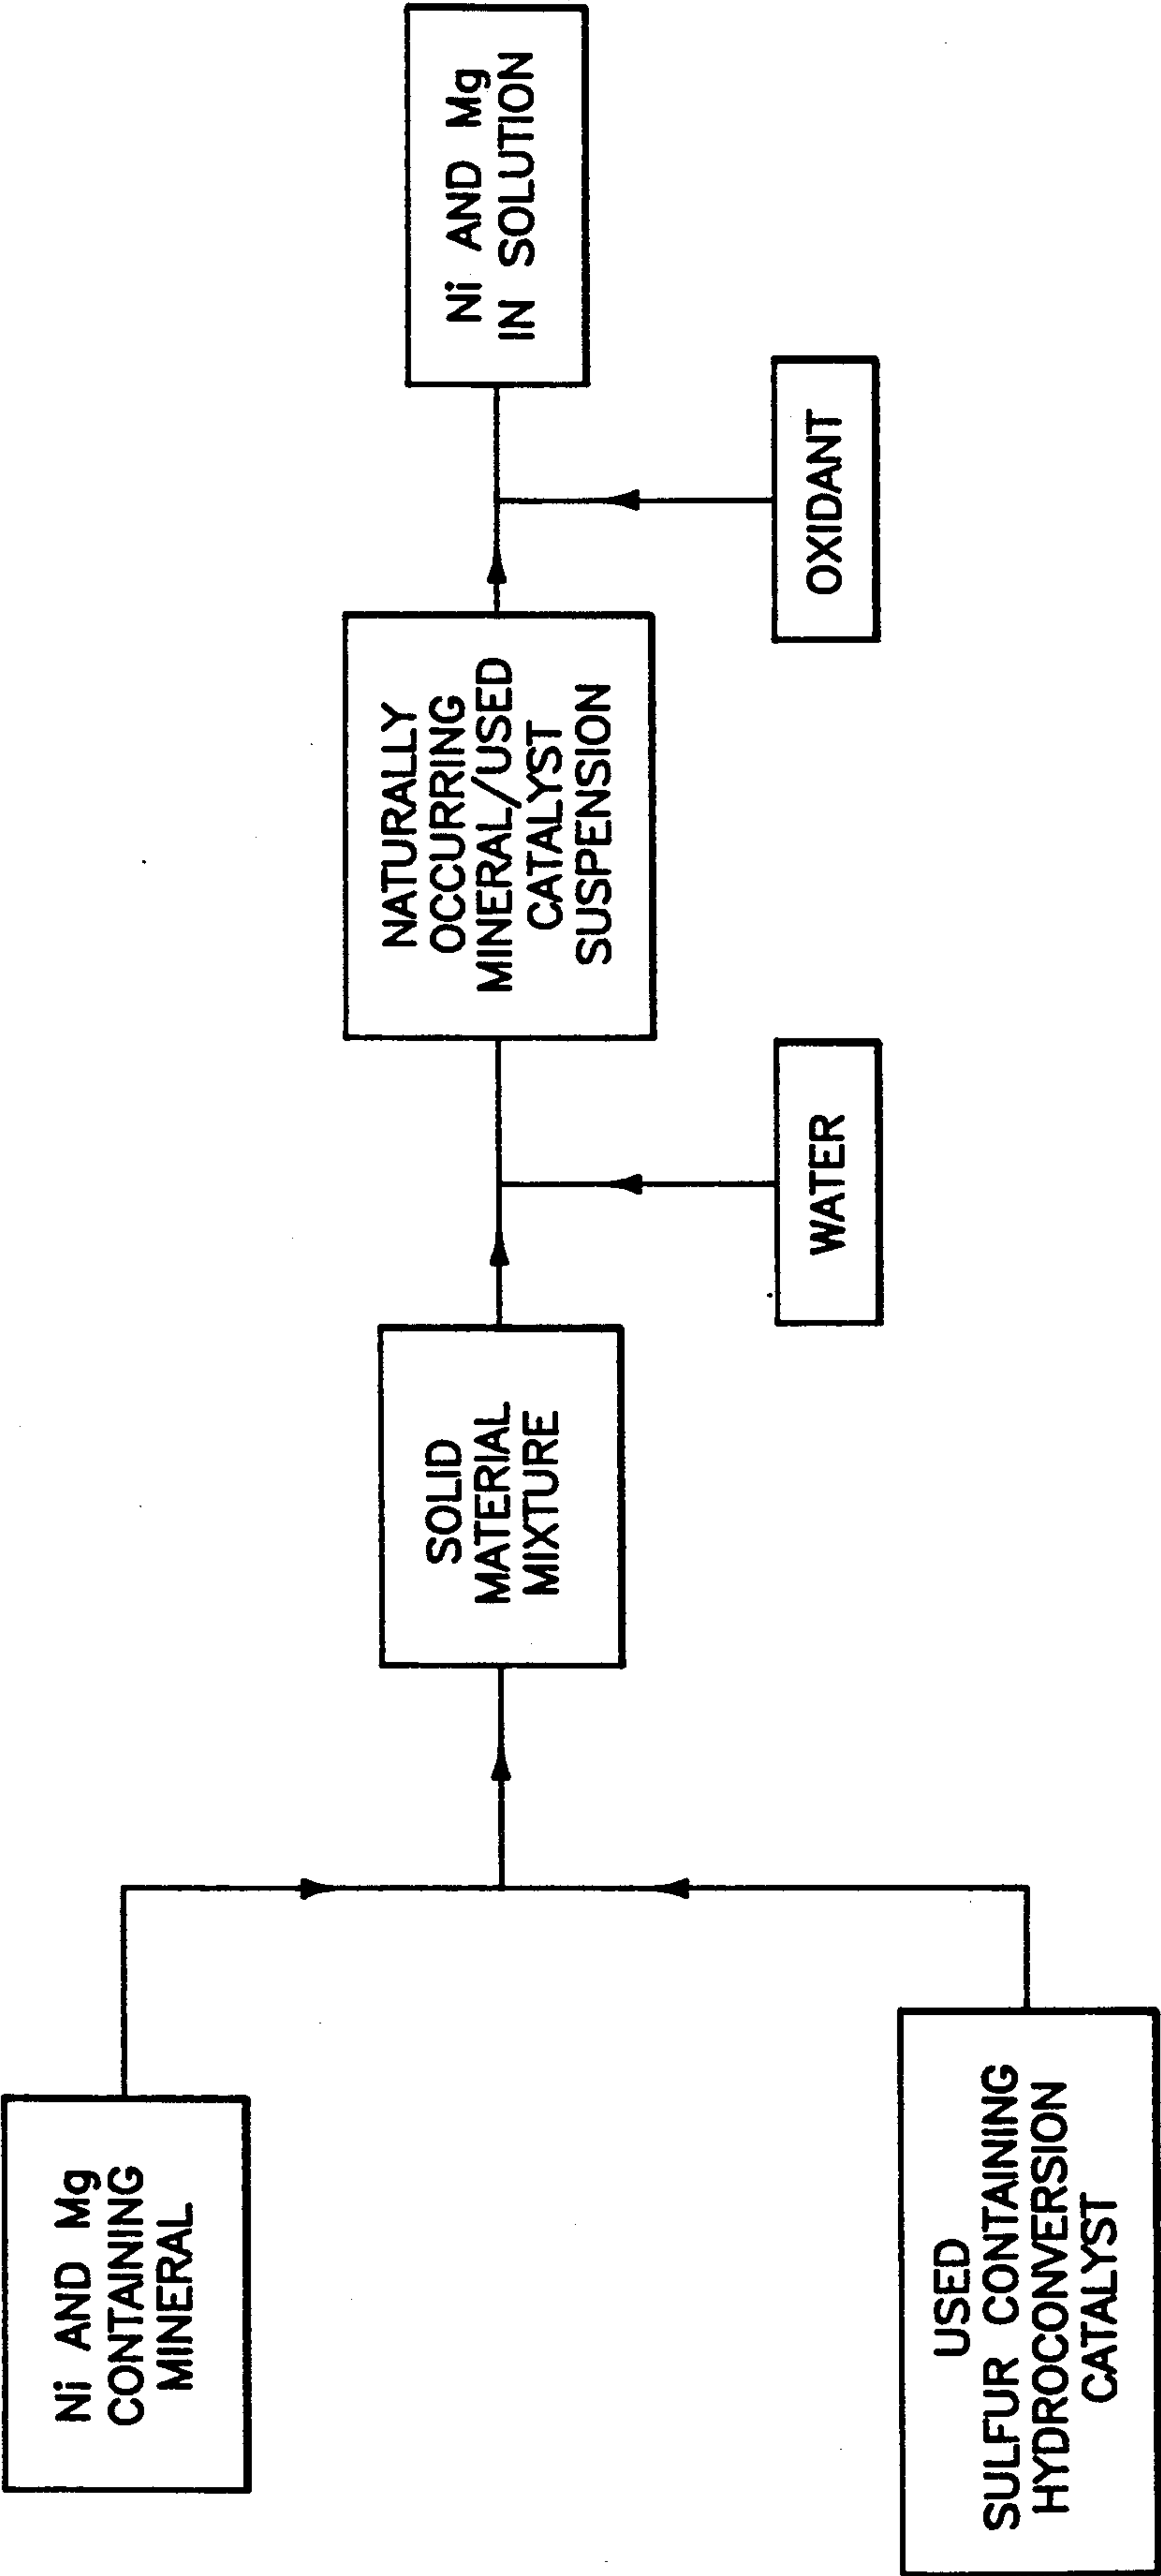 Ni AND Mg
CONTAINING
MINERAL
USED
SULFUR CONTAINING
HYDROCONVERSION
CATALYST
SOLID
MATERIAL
MIXTURE
WATER
NATURALLY
OCCURRING
MINERAL/USED
CATALYST
SUSPENSION
OXIDANT
Ni AND Mg
IN SOLUTION